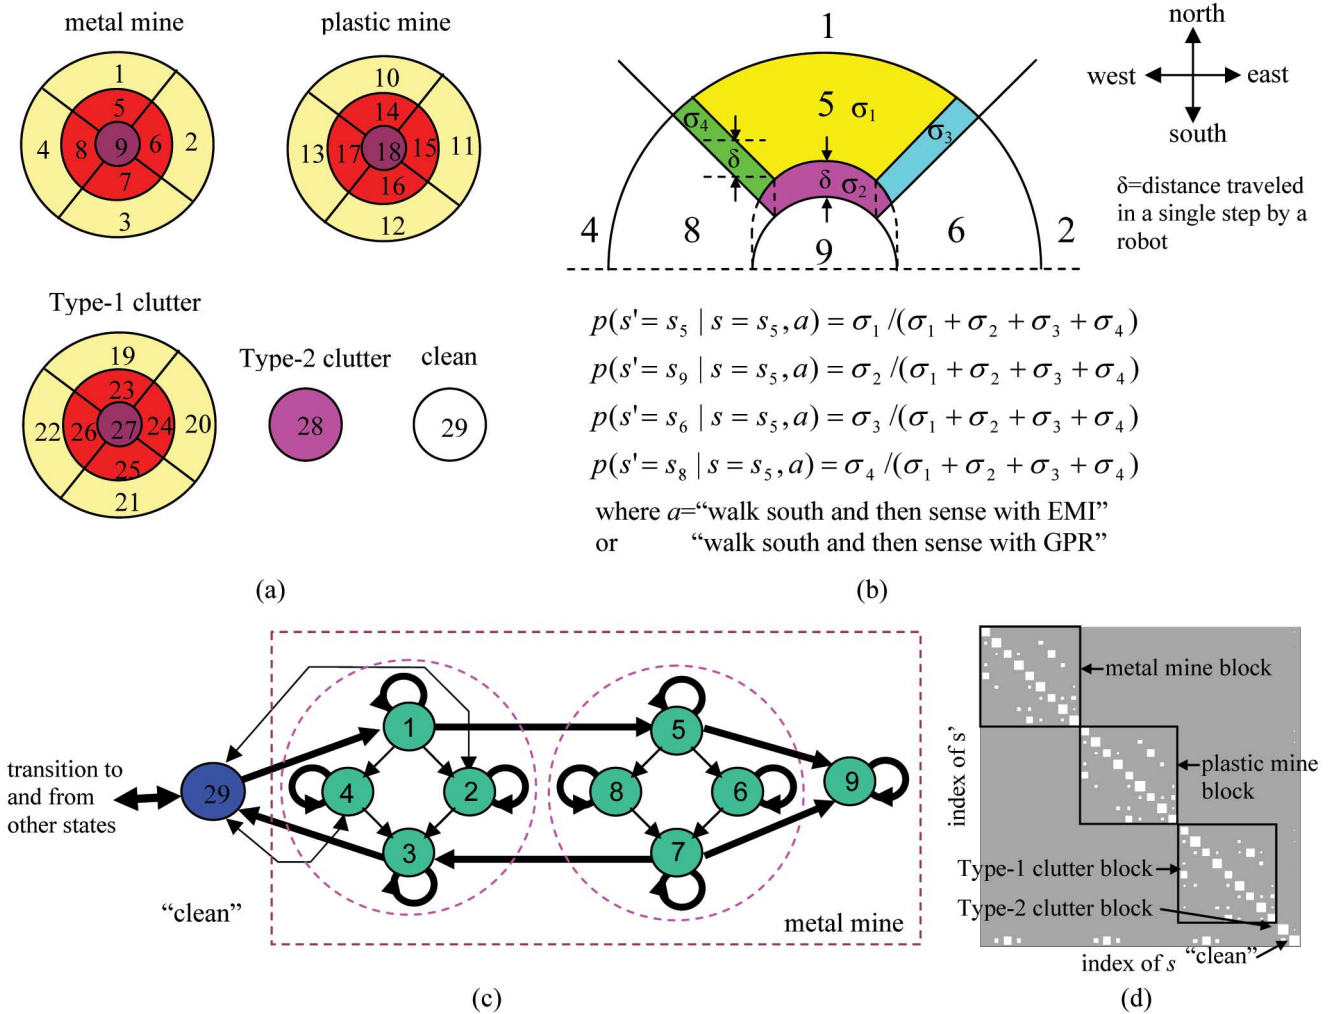 metal mine
plastic mine
1
5
4
8
9
6
2
7
3
10
14
13
17
18
15
11
16
12
Type-1 clutter
19
23
22
26
27
24
20
25
21
Type-2 clutter
28
clean
29
(a)
1
5 σ₁
σ₄
σ₃
δ
δ σ₂
4
8
9
6
2
north
west
east
south
δ=distance traveled
in a single step by a
robot
p(s'= s₅ | s = s₅, a) = σ₁ /(σ₁ + σ₂ + σ₃ + σ₄)
p(s'= s₉ | s = s₅, a) = σ₂ /(σ₁ + σ₂ + σ₃ + σ₄)
p(s'= s₆ | s = s₅, a) = σ₃ /(σ₁ + σ₂ + σ₃ + σ₄)
p(s'= s₈ | s = s₅, a) = σ₄ /(σ₁ + σ₂ + σ₃ + σ₄)
where a=“walk south and then sense with EMI”
or “walk south and then sense with GPR”
(b)
transition to
and from
other states
29
“clean”
1
4
2
3
5
8
6
7
9
metal mine
(c)
metal mine block
plastic mine
block
Type-1 clutter block
Type-2 clutter block
“clean”
index of s'
index of s
(d)